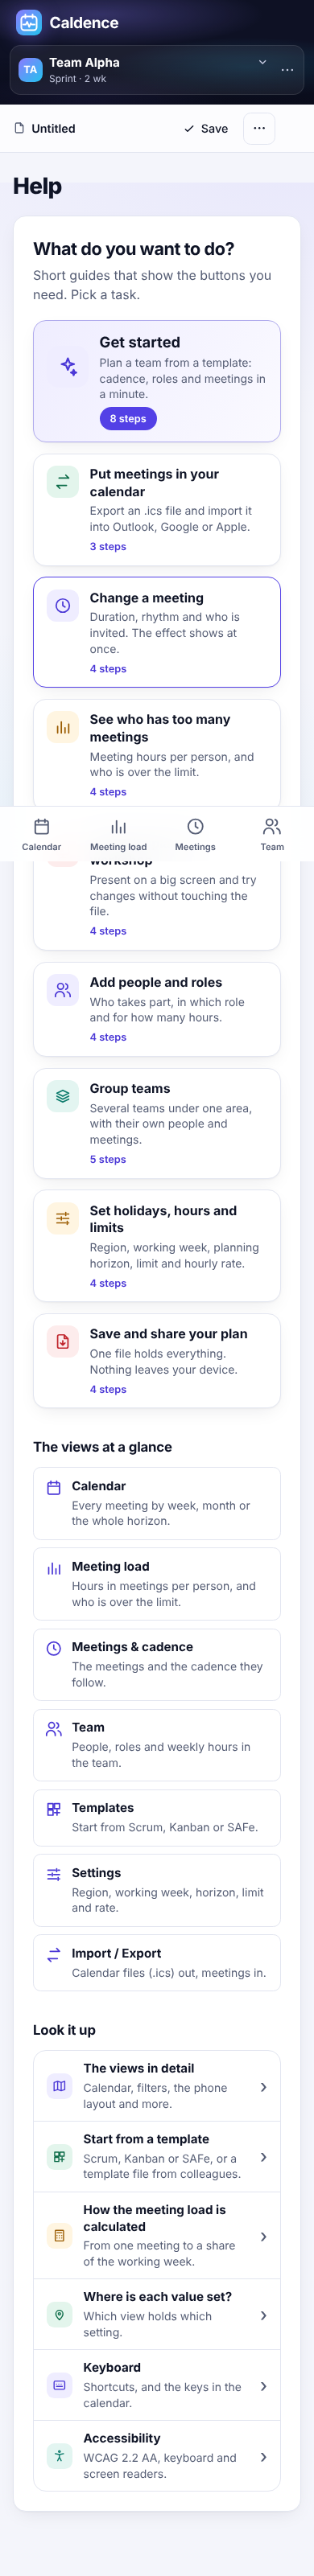 Caldence
TA
Team Alpha
Sprint · 2 wk
Untitled
Save
Help
What do you want to do?
Short guides that show the buttons you
need. Pick a task.
Get started
Plan a team from a template:
cadence, roles and meetings in
a minute.
8 steps
Put meetings in your
calendar
Export an .ics file and import it
into Outlook, Google or Apple.
3 steps
Change a meeting
Duration, rhythm and who is
invited. The effect shows at
once.
4 steps
See who has too many
meetings
Meeting hours per person, and
who is over the limit.
4 steps
Calendar
Meeting load
Meetings
Team
workshop
Present on a big screen and try
changes without touching the
file.
4 steps
Add people and roles
Who takes part, in which role
and for how many hours.
4 steps
Group teams
Several teams under one area,
with their own people and
meetings.
5 steps
Set holidays, hours and
limits
Region, working week, planning
horizon, limit and hourly rate.
4 steps
Save and share your plan
One file holds everything.
Nothing leaves your device.
4 steps
The views at a glance
Calendar
Every meeting by week, month or
the whole horizon.
Meeting load
Hours in meetings per person, and
who is over the limit.
Meetings & cadence
The meetings and the cadence they
follow.
Team
People, roles and weekly hours in
the team.
Templates
Start from Scrum, Kanban or SAFe.
Settings
Region, working week, horizon, limit
and rate.
Import / Export
Calendar files (.ics) out, meetings in.
Look it up
The views in detail
Calendar, filters, the phone
layout and more.
Start from a template
Scrum, Kanban or SAFe, or a
template file from colleagues.
How the meeting load is
calculated
From one meeting to a share
of the working week.
Where is each value set?
Which view holds which
setting.
Keyboard
Shortcuts, and the keys in the
calendar.
Accessibility
WCAG 2.2 AA, keyboard and
screen readers.